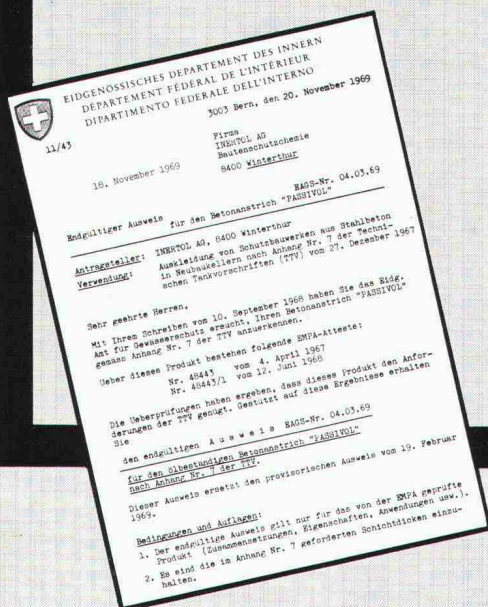 EIDGENÖSSISCHES DEPARTEMENT DES INNERN
DÉPARTEMENT FÉDÉRAL DE L'INTÉRIEUR
DIPARTIMENTO FEDERALE DELL'INTERNO
11/43
3003 Bern, den 20. November 1969
18. November 1969
Firma
INERTOL AG
Bautenschutzchemie
8400 Winterthur
Endgültiger Ausweis für den Betonanstrich "PASSIVOL"
EAGS-Nr. 04.03.69
Antragsteller: INERTOL AG, 8400 Winterthur
Verwendung: Auskleidung von Schutzbauwerken aus Stahlbeton
in Neubaukellern nach Anhang Nr. 7 der Techni-
schen Tankvorschriften (TTV) vom 27. Dezember 1967
Sehr geehrte Herren,
Mit Ihrem Schreiben vom 10. September 1968 haben Sie das Eidg.
Amt für Gewässerschutz ersucht, Ihren Betonanstrich "PASSIVOL"
gemäss Anhang Nr. 7 der TTV anzuerkennen.
Ueber dieses Produkt bestehen folgende EMPA-Atteste:
Nr. 48443 vom 4. April 1967
Nr. 48443/1 vom 12. Juni 1968
Die Ueberprüfungen haben ergeben, dass dieses Produkt den Anfor-
derungen der TTV genügt. Gestützt auf diese Ergebnisse erhalten
Sie
den endgültigen A u s w e i s EAGS-Nr. 04.03.69
für den ölbeständigen Betonanstrich "PASSIVOL"
nach Anhang Nr. 7 der TTV.
Dieser Ausweis ersetzt den provisorischen Ausweis vom 19. Februar
1969.
Bedingungen und Auflagen:
1. Der endgültige Ausweis gilt nur für das von der EMPA geprüfte
Produkt (Zusammensetzungen, Eigenschaften, Anwendungen usw.).
2. Es sind die im Anhang Nr. 7 geforderten Schichtdicken einzu-
halten.